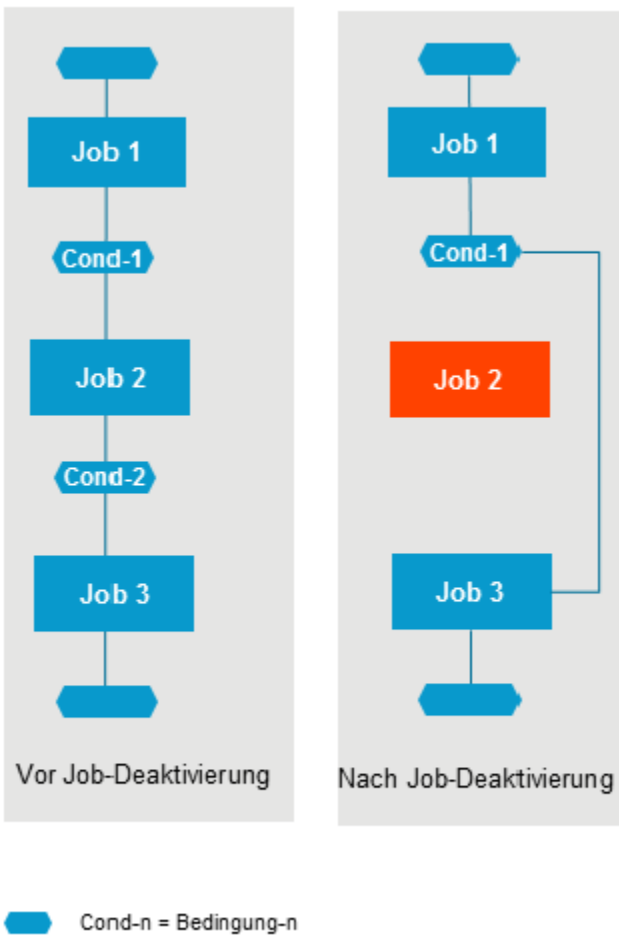 Job 1
Cond-1
Job 2
Cond-2
Job 3
Vor Job-Deaktivierung
Job 1
Cond-1
Job 2
Job 3
Nach Job-Deaktivierung
Cond-n = Bedingung-n